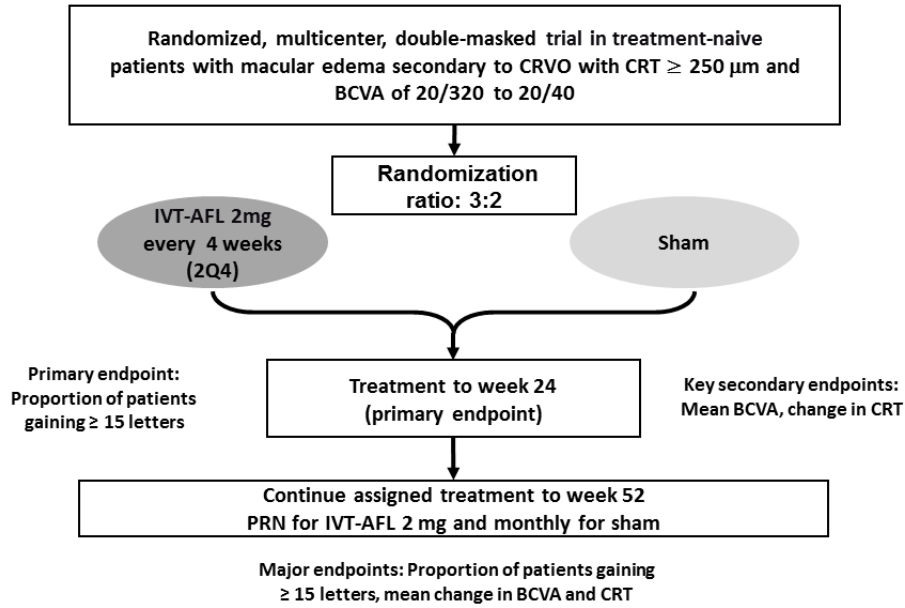 Randomized, multicenter, double-masked trial in treatment-naive
patients with macular edema secondary to CRVO with CRT ≥ 250 µm and
BCVA of 20/320 to 20/40
Randomization
ratio: 3:2
IVT-AFL 2mg
every 4 weeks
(2Q4)
Sham
Primary endpoint:
Proportion of patients
gaining ≥ 15 letters
Treatment to week 24
(primary endpoint)
Key secondary endpoints:
Mean BCVA, change in CRT
Continue assigned treatment to week 52
PRN for IVT-AFL 2 mg and monthly for sham
Major endpoints: Proportion of patients gaining
≥ 15 letters, mean change in BCVA and CRT